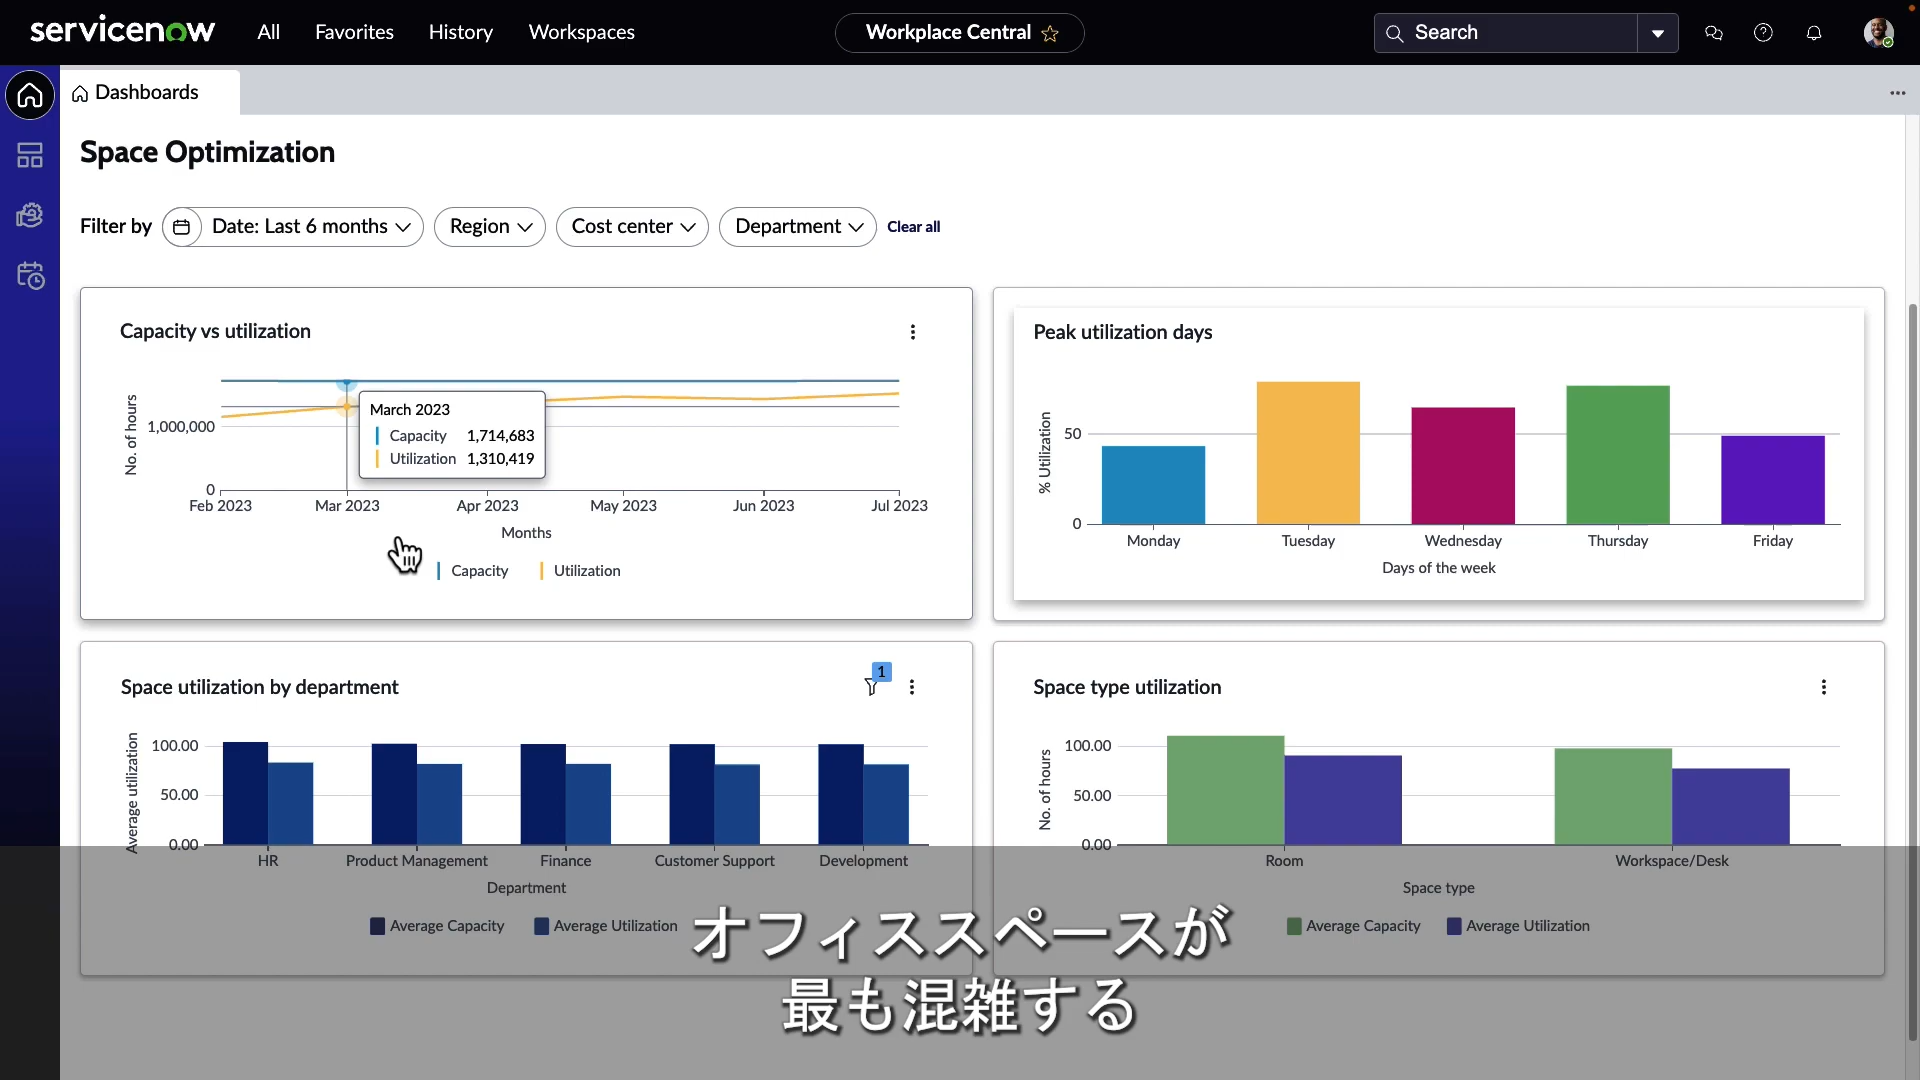 servicenow
All
Favorites
History
Workspaces
Workplace Central
Search
Dashboards
Space Optimization
Filter by
Date: Last 6 months
Region
Cost center
Department
Clear all
Capacity vs utilization
No. of hours
1,000,000
0
March 2023
Capacity 1,714,683
Utilization 1,310,419
Feb 2023
Mar 2023
Apr 2023
May 2023
Jun 2023
Jul 2023
Months
Capacity
Utilization
Peak utilization days
% Utilization
50
0
Monday
Tuesday
Wednesday
Thursday
Friday
Days of the week
Space utilization by department
1
Average utilization
100.00
50.00
0.00
HR
Product Management
Finance
Customer Support
Development
Department
Average Capacity
Average Utilization
Space type utilization
No. of hours
100.00
50.00
0.00
Room
Workspace/Desk
Space type
Average Capacity
Average Utilization
オフィススペースが
最も混雑する